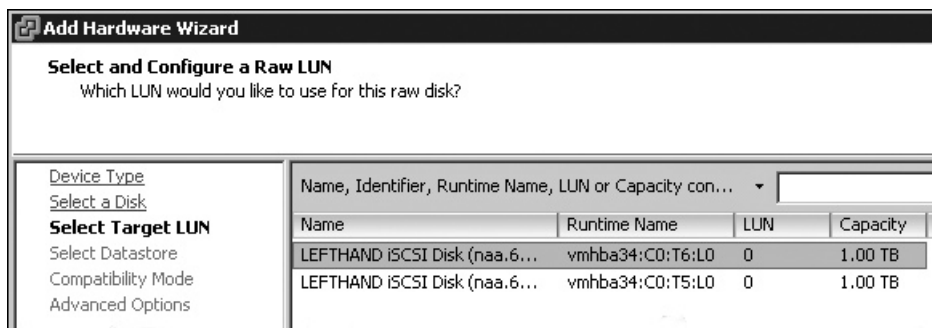 Add Hardware Wizard
Select and Configure a Raw LUN
Which LUN would you like to use for this raw disk?
Device Type
Select a Disk
Select Target LUN
Select Datastore
Compatibility Mode
Advanced Options
Name, Identifier, Runtime Name, LUN or Capacity con...
Name Runtime Name LUN Capacity
LEFTHAND iSCSI Disk (naa.6... vmhba34:C0:T6:L0 0 1.00 TB
LEFTHAND iSCSI Disk (naa.6... vmhba34:C0:T5:L0 0 1.00 TB